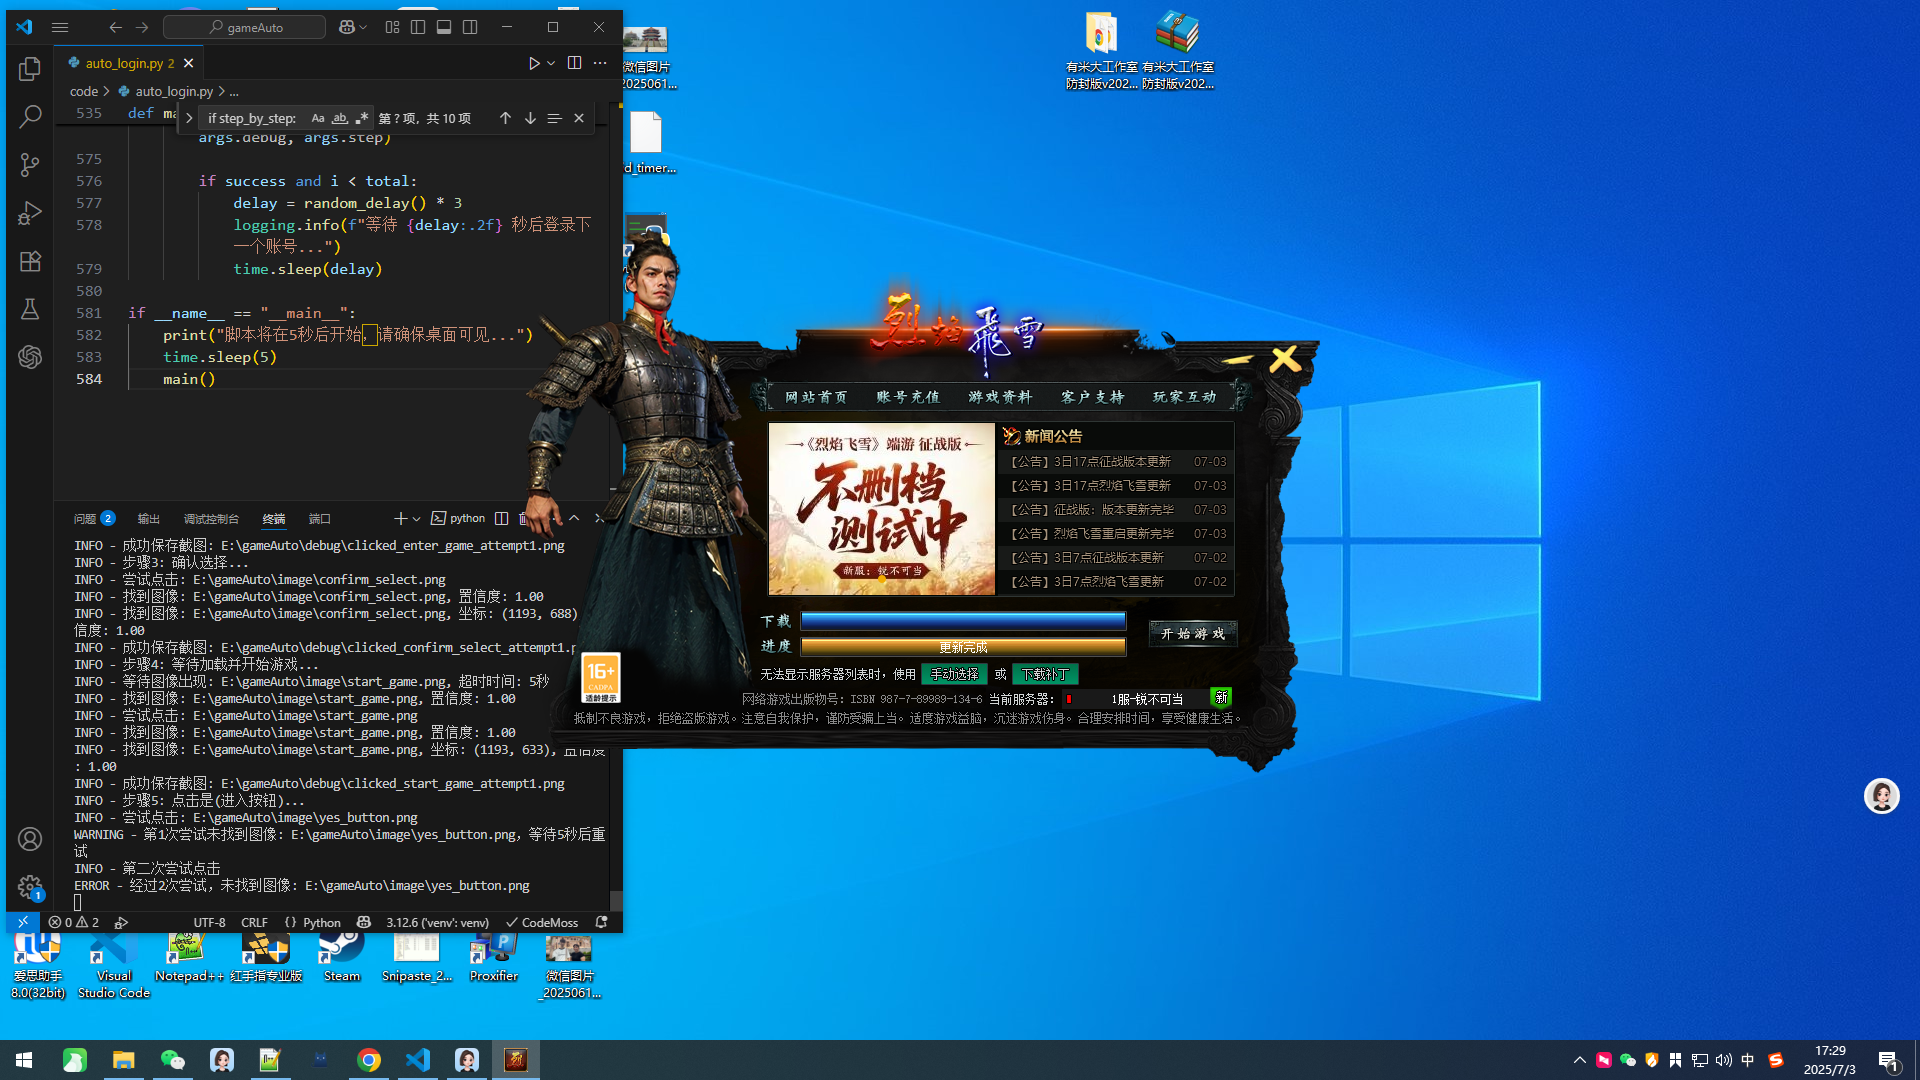 gameAuto
auto_login.py 2
code > auto_login.py > ...
535 def ma
if step_by_step: Aa ab 第 ? 项, 共 10 项
args.debug, args.step)
575
576 if success and i < total:
577 delay = random_delay() * 3
578 logging.info(f"等待 {delay:.2f} 秒后登录下
一个账号...")
579 time.sleep(delay)
580
581 if __name__ == "__main__":
582 print("脚本将在5秒后开始，请确保桌面可见...")
583 time.sleep(5)
584 main()
问题 2 输出 调试控制台 终端 端口 python
INFO - 成功保存截图: E:\gameAuto\debug\clicked_enter_game_attempt1.png
INFO - 步骤3: 确认选择...
INFO - 尝试点击: E:\gameAuto\image\confirm_select.png
INFO - 找到图像: E:\gameAuto\image\confirm_select.png, 置信度: 1.00
INFO - 找到图像: E:\gameAuto\image\confirm_select.png, 坐标: (1193, 688)
信度: 1.00
INFO - 成功保存截图: E:\gameAuto\debug\clicked_confirm_select_attempt1.p
INFO - 步骤4: 等待加载并开始游戏...
INFO - 等待图像出现: E:\gameAuto\image\start_game.png, 超时时间: 5秒
INFO - 找到图像: E:\gameAuto\image\start_game.png, 置信度: 1.00
INFO - 尝试点击: E:\gameAuto\image\start_game.png
INFO - 找到图像: E:\gameAuto\image\start_game.png, 置信度: 1.00
INFO - 找到图像: E:\gameAuto\image\start_game.png, 坐标: (1193, 633), 置信度
: 1.00
INFO - 成功保存截图: E:\gameAuto\debug\clicked_start_game_attempt1.png
INFO - 步骤5: 点击是(进入按钮)...
INFO - 尝试点击: E:\gameAuto\image\yes_button.png
WARNING - 第1次尝试未找到图像: E:\gameAuto\image\yes_button.png，等待5秒后重
试
INFO - 第二次尝试点击
ERROR - 经过2次尝试，未找到图像: E:\gameAuto\image\yes_button.png
1
0 2 UTF-8 CRLF {} Python 3.12.6 ('venv': venv) CodeMoss
微信图片
2025061...
d_timer...
有米大工作室
防封版v202...
有米大工作室
防封版v202...
烈焰飛雪
网站首页 账号充值 游戏资料 客户支持 玩家互动
《烈焰飞雪》端游 征战版
不删档
测试中
新服：锐不可当
新闻公告
【公告】3日17点征战版本更新 07-03
【公告】3日17点烈焰飞雪更新 07-03
【公告】征战版：版本更新完毕 07-03
【公告】烈焰飞雪重启更新完毕 07-03
【公告】3日7点征战版本更新 07-02
【公告】3日7点烈焰飞雪更新 07-02
下载
进度 更新完成
开始游戏
16+
CADPA
适龄提示
无法显示服务器列表时，使用 手动选择 或 下载补丁
网络游戏出版物号：ISBN 987-7-89989-134-6 当前服务器： 1服-锐不可当 新
抵制不良游戏，拒绝盗版游戏。注意自我保护，谨防受骗上当。适度游戏益脑，沉迷游戏伤身。合理安排时间，享受健康生活。
爱思助手
8.0(32bit)
Visual
Studio Code
Notepad++
红手指专业版
Steam
Snipaste_2...
Proxifier
微信图片
_2025061...
中
17:29
2025/7/3
1